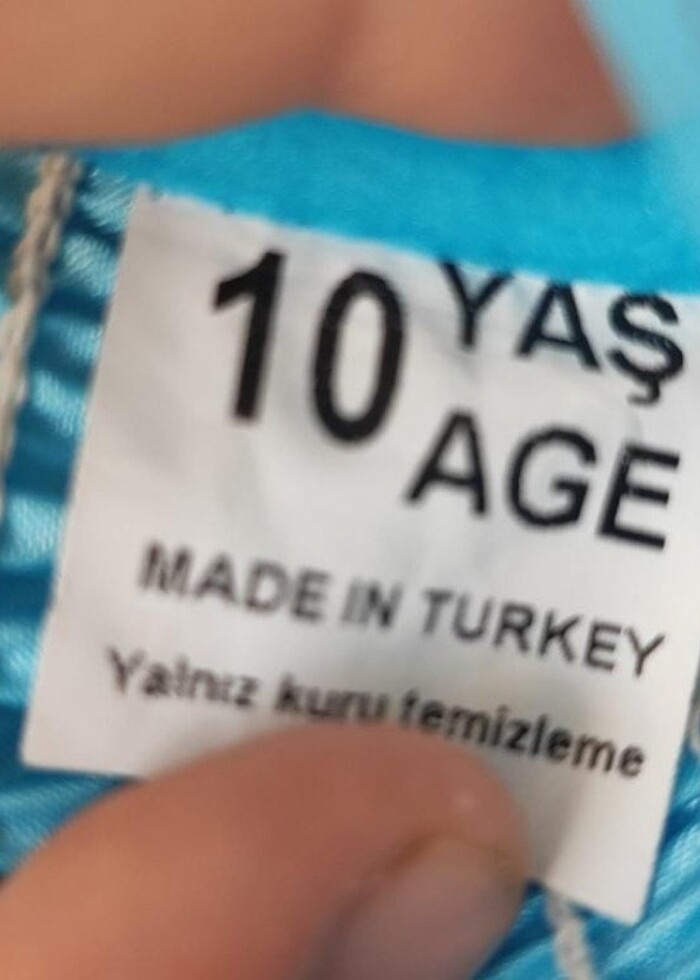 10 YAŞ
AGE
MADE IN TURKEY
Yalnız kuru temizleme